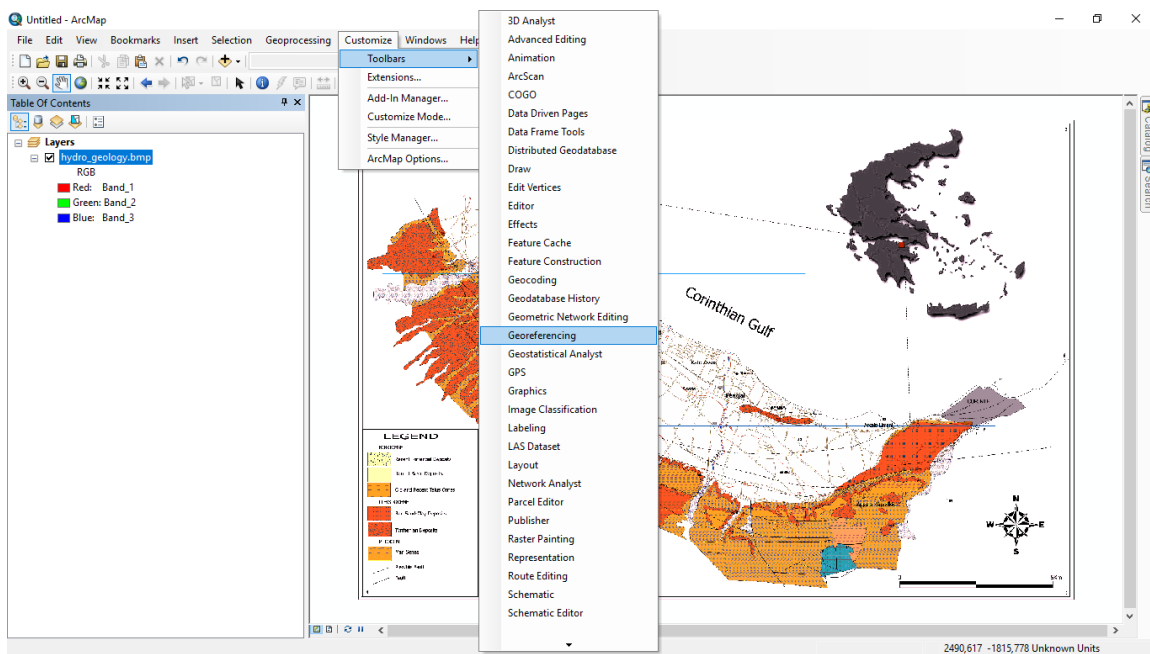 Untitled - ArcMap
File Edit View Bookmarks Insert Selection Geoprocessing Customize Windows Help
Table Of Contents
Layers
hydro_geology.bmp
RGB
Red: Band_1
Green: Band_2
Blue: Band_3
Toolbars
Extensions...
Add-In Manager...
Customize Mode...
Style Manager...
ArcMap Options...
3D Analyst
Advanced Editing
Animation
ArcScan
COGO
Data Driven Pages
Data Frame Tools
Distributed Geodatabase
Draw
Edit Vertices
Editor
Effects
Feature Cache
Feature Construction
Geocoding
Geodatabase History
Geometric Network Editing
Georeferencing
Geostatistical Analyst
GPS
Graphics
Image Classification
Labeling
LAS Dataset
Layout
Network Analyst
Parcel Editor
Publisher
Raster Painting
Representation
Route Editing
Schematic
Schematic Editor
Corinthian Gulf
LEGEND
N
W E
S
Catalog
Search
2490,617 -1815,778 Unknown Units